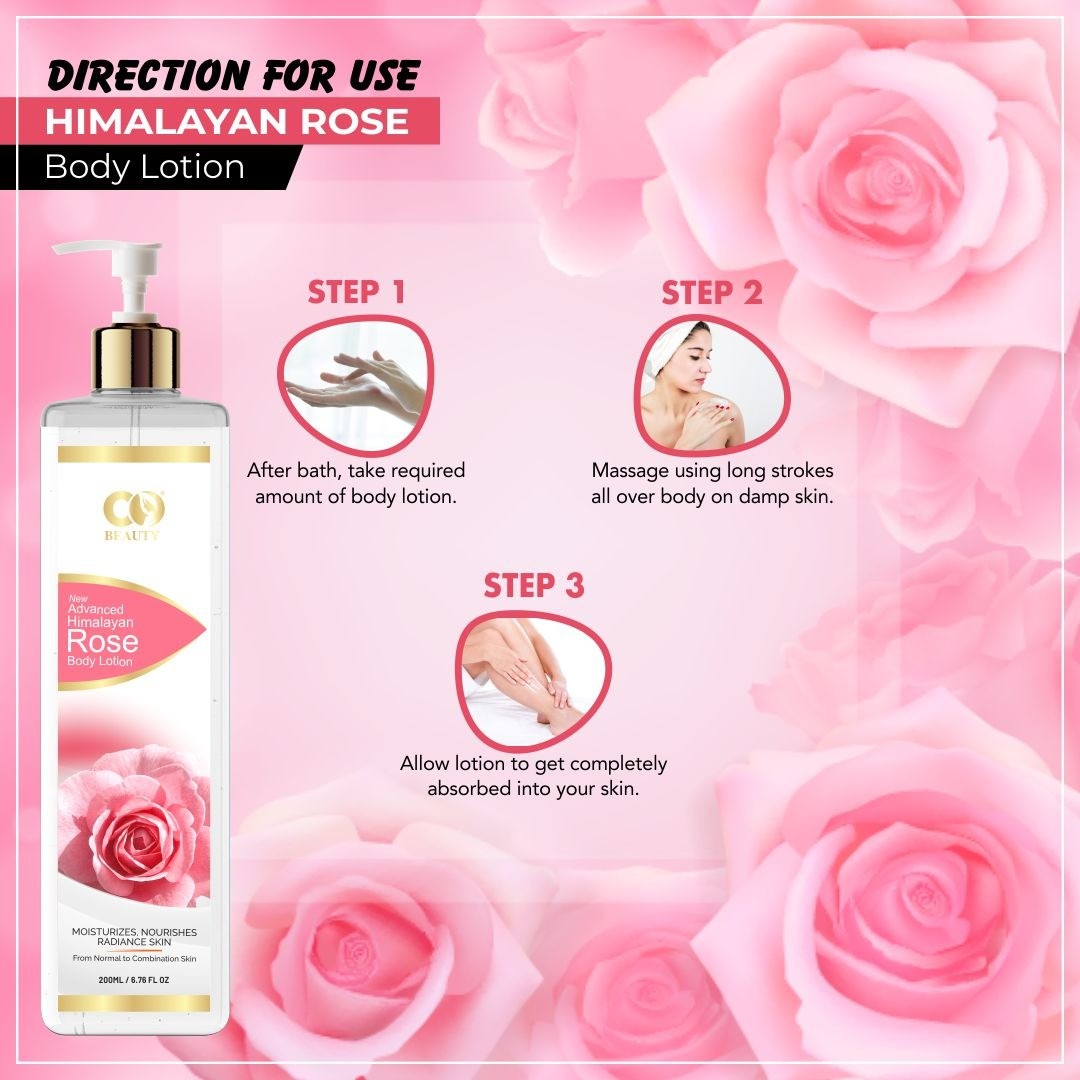 DIRECTION FOR USE
HIMALAYAN ROSE
Body Lotion
STEP 1
After bath, take required
amount of body lotion.
STEP 2
Massage using long strokes
all over body on damp skin.
STEP 3
Allow lotion to get completely
absorbed into your skin.
BEAUTY
New
Advanced
Himalayan
Rose
Body Lotion
MOISTURIZES, NOURISHES
RADIANCE SKIN
From Normal to Combination Skin
200ML / 6.76 FL OZ